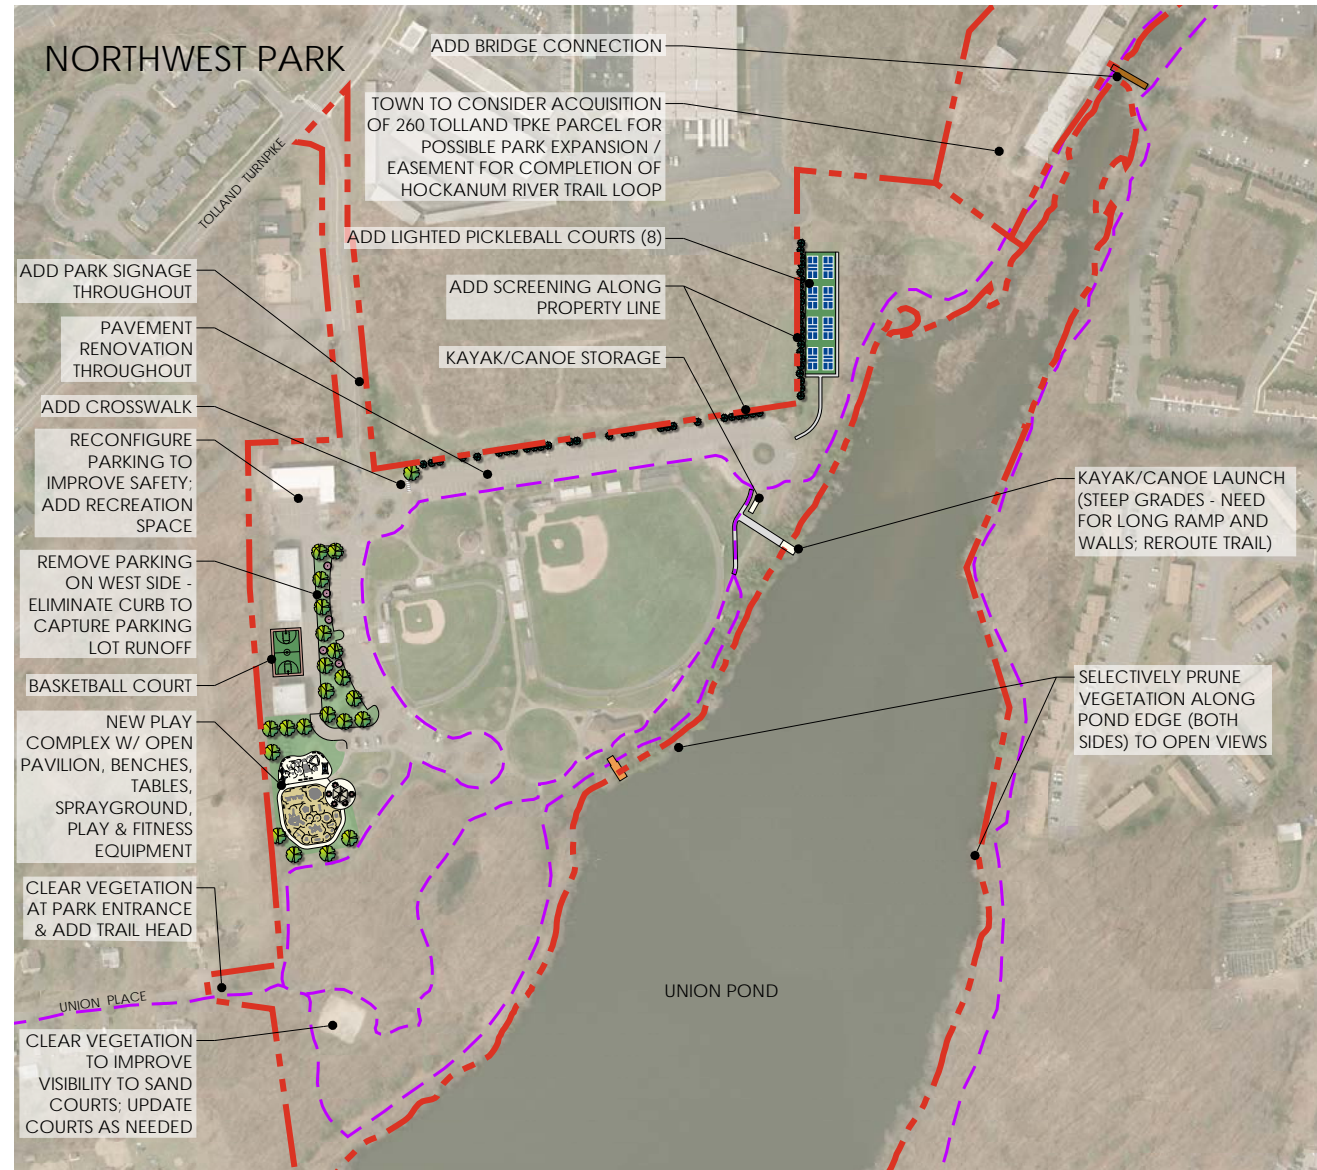 NORTHWEST PARK
ADD BRIDGE CONNECTION
TOWN TO CONSIDER ACQUISITION
OF 260 TOLLAND TPKE PARCEL FOR
POSSIBLE PARK EXPANSION /
EASEMENT FOR COMPLETION OF
HOCKANUM RIVER TRAIL LOOP
TOLLAND TURNPIKE
ADD LIGHTED PICKLEBALL COURTS (8)
ADD PARK SIGNAGE
THROUGHOUT
ADD SCREENING ALONG
PROPERTY LINE
PAVEMENT
RENOVATION
THROUGHOUT
KAYAK/CANOE STORAGE
ADD CROSSWALK
RECONFIGURE
PARKING TO
IMPROVE SAFETY;
ADD RECREATION
SPACE
KAYAK/CANOE LAUNCH
(STEEP GRADES - NEED
FOR LONG RAMP AND
WALLS; REROUTE TRAIL)
REMOVE PARKING
ON WEST SIDE -
ELIMINATE CURB TO
CAPTURE PARKING
LOT RUNOFF
BASKETBALL COURT
SELECTIVELY PRUNE
VEGETATION ALONG
POND EDGE (BOTH
SIDES) TO OPEN VIEWS
NEW PLAY
COMPLEX W/ OPEN
PAVILION, BENCHES,
TABLES,
SPRAYGROUND,
PLAY & FITNESS
EQUIPMENT
CLEAR VEGETATION
AT PARK ENTRANCE
& ADD TRAIL HEAD
UNION PLACE
UNION POND
CLEAR VEGETATION
TO IMPROVE
VISIBILITY TO SAND
COURTS; UPDATE
COURTS AS NEEDED